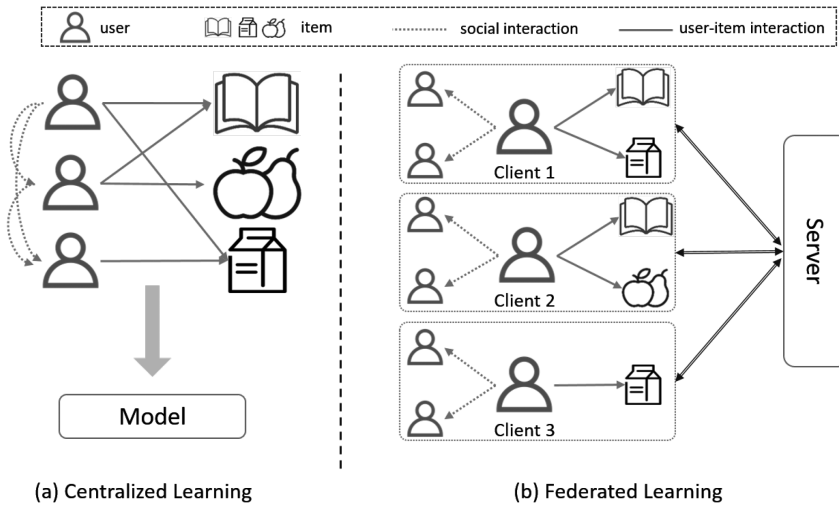 user item social interaction user-item interaction
Client 1
Client 2
Client 3
Server
Model
(a) Centralized Learning (b) Federated Learning